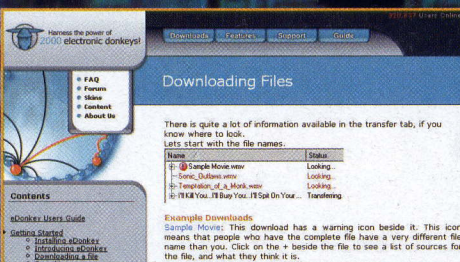 Users Online
Harness the power of
2000 electronic donkeys!
Downloads Features Support Guide
FAQ
Forum
Skins
Content
About Us
Downloading Files
There is quite a lot of information available in the transfer tab, if you
know where to look.
Lets start with the file names.
Name Status
Sample Movie.wmv Looking...
Sonic_Outlaws.wmv Looking...
Temptation_of_a_Monk.wmv Looking...
I'll Kill You...I'll Bury You...I'll Spit On Your ... Transferring
Contents
eDonkey Users Guide
Getting Started
Installing eDonkey
Introducing eDonkey
Downloading a file
Example Downloads
Sample Movie: This download has a warning icon beside it. This icon
means that people who have the complete file have a very different file
name than you. Click on the + beside the file to see a list of sources for
the file, and what they think it is.